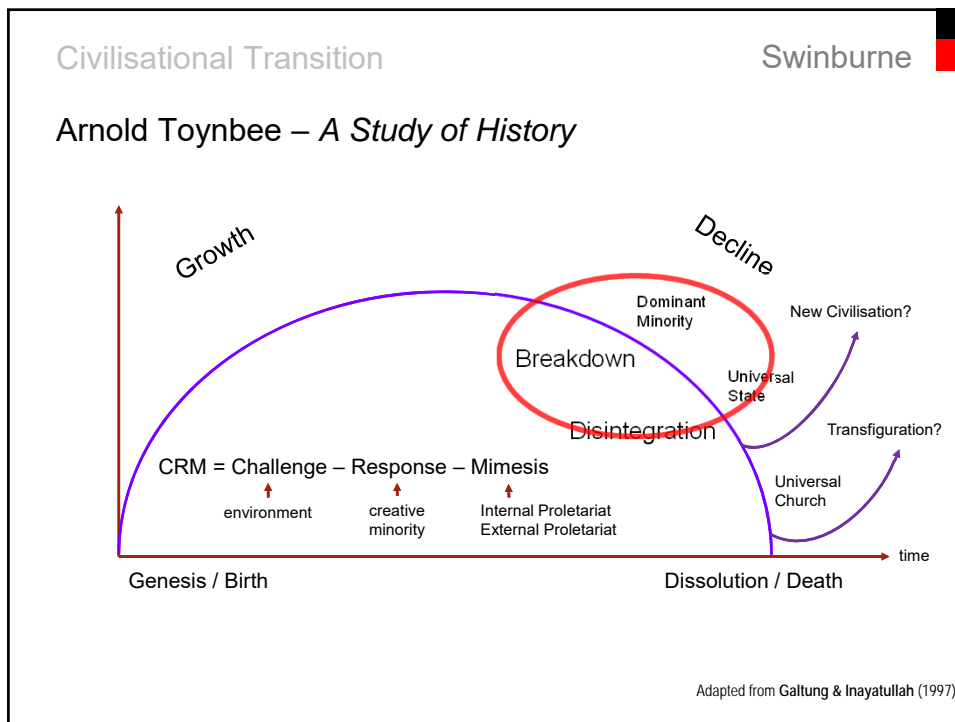 Civilisational Transition
Swinburne
Arnold Toynbee – A Study of History
Growth
Decline
Dominant
Minority
New Civilisation?
Breakdown
Universal
State
Disintegration
Transfiguration?
CRM = Challenge – Response – Mimesis
environment
creative
minority
Internal Proletariat
External Proletariat
Universal
Church
time
Genesis / Birth
Dissolution / Death
Adapted from Galtung & Inayatullah (1997)